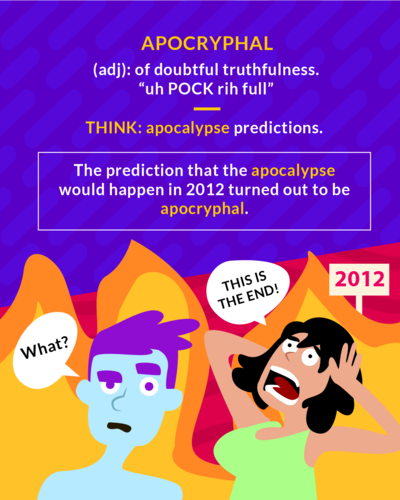 APOCRYPHAL
(adj): of doubtful truthfulness.
“uh POCK rih full”
THINK: apocalypse predictions.
The prediction that the apocalypse
would happen in 2012 turned out to be
apocryphal.
THIS IS
THE END!
2012
What?